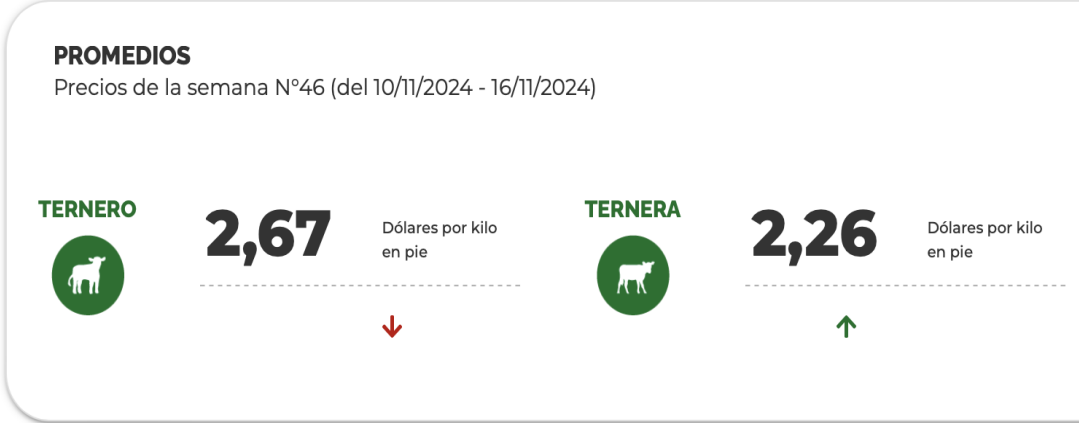 PROMEDIOS
Precios de la semana N°46 (del 10/11/2024 - 16/11/2024)
TERNERO
2,67
Dólares por kilo
en pie
TERNERA
2,26
Dólares por kilo
en pie